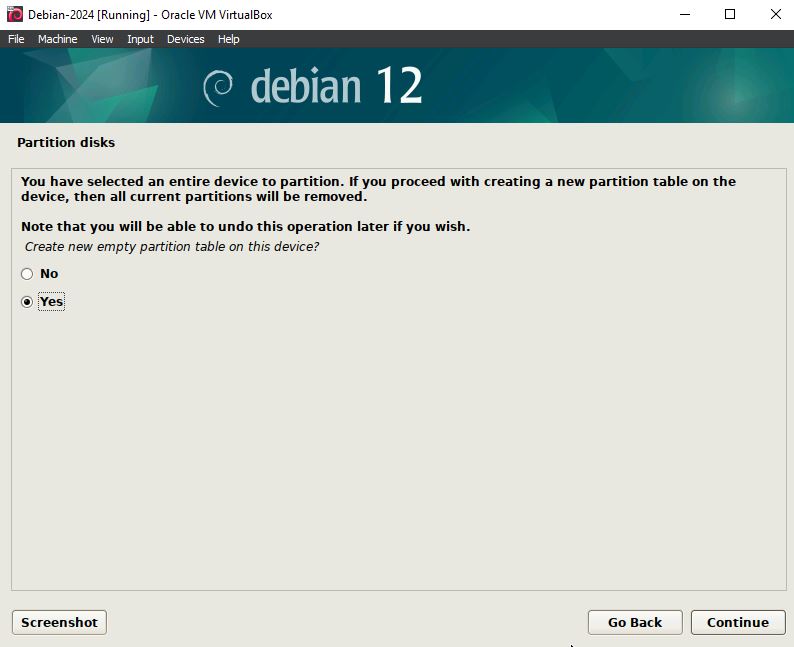 Debian-2024 [Running] - Oracle VM VirtualBox
File Machine View Input Devices Help
debian 12
Partition disks
You have selected an entire device to partition. If you proceed with creating a new partition table on the
device, then all current partitions will be removed.
Note that you will be able to undo this operation later if you wish.
Create new empty partition table on this device?
No
Yes
Screenshot Go Back Continue